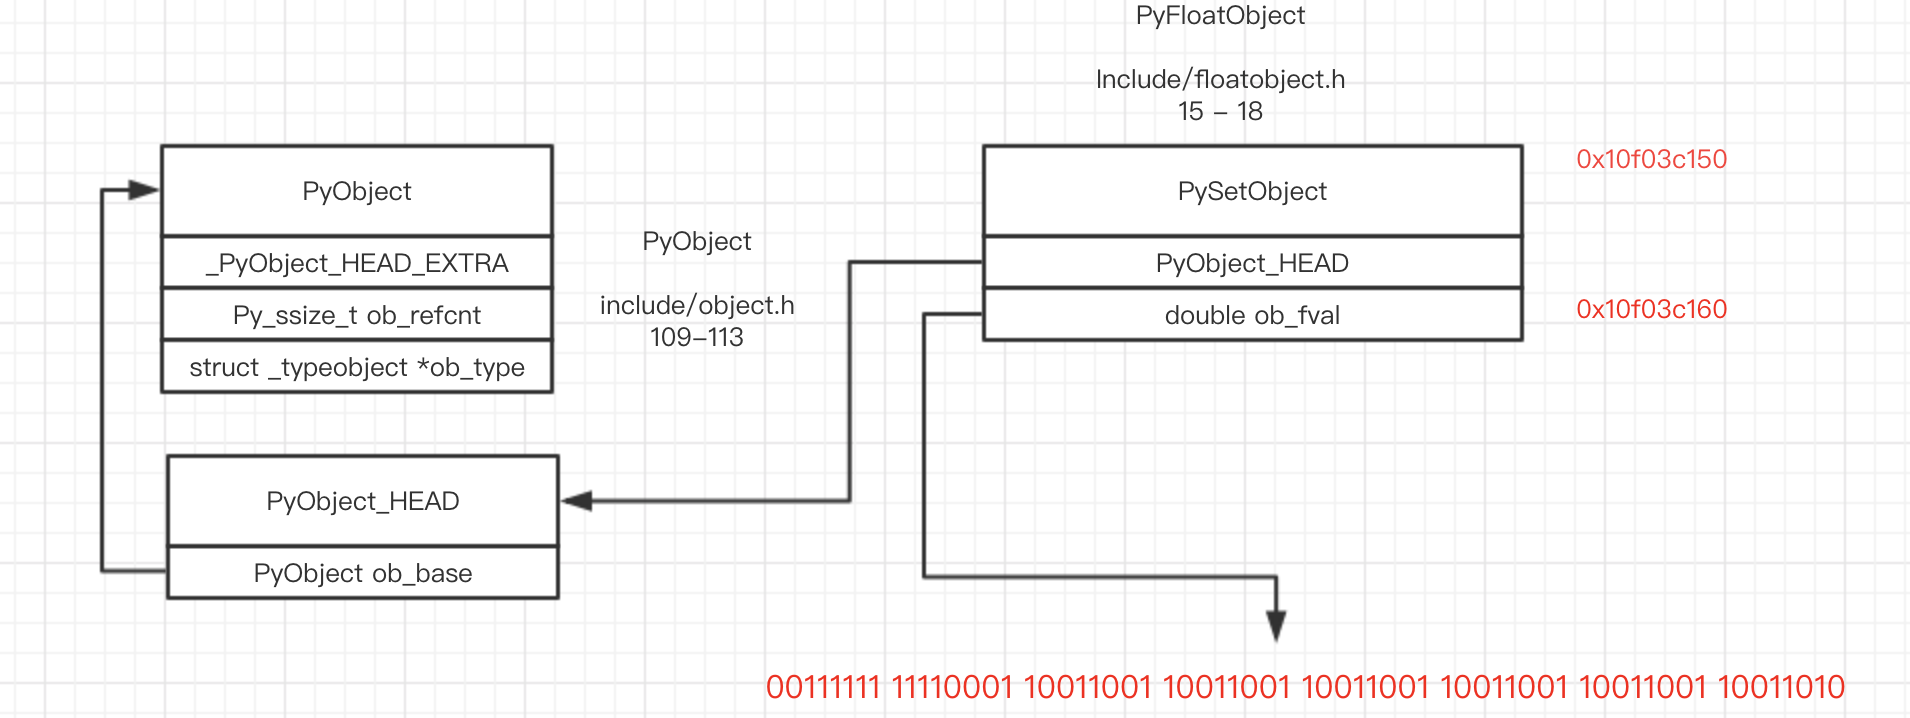 PyFloatObject
Include/floatobject.h
15 – 18
PyObject
_PyObject_HEAD_EXTRA
Py_ssize_t ob_refcnt
struct _typeobject *ob_type
PyObject
include/object.h
109–113
PySetObject
PyObject_HEAD
double ob_fval
0x10f03c150
0x10f03c160
PyObject_HEAD
PyObject ob_base
00111111 11110001 10011001 10011001 10011001 10011001 10011001 10011010